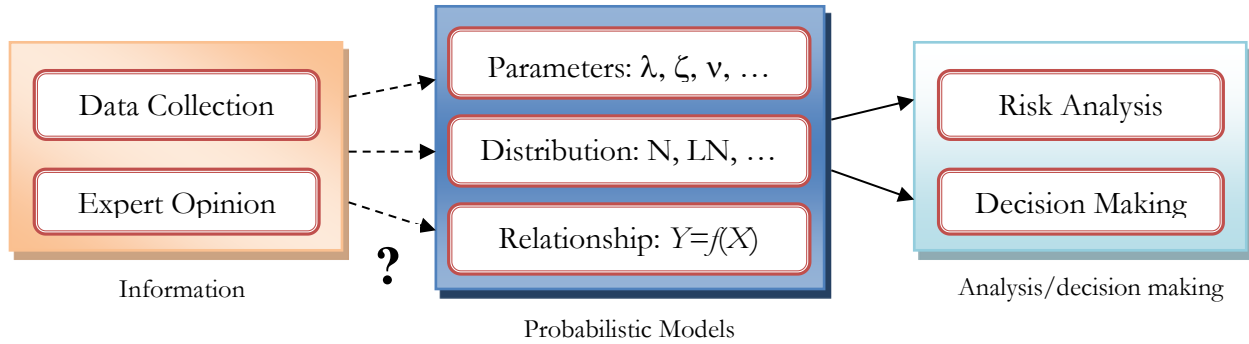 Data Collection
Expert Opinion
Information
?
Parameters: λ, ζ, ν, …
Distribution: N, LN, …
Relationship: Y=f(X)
Probabilistic Models
Risk Analysis
Decision Making
Analysis/decision making